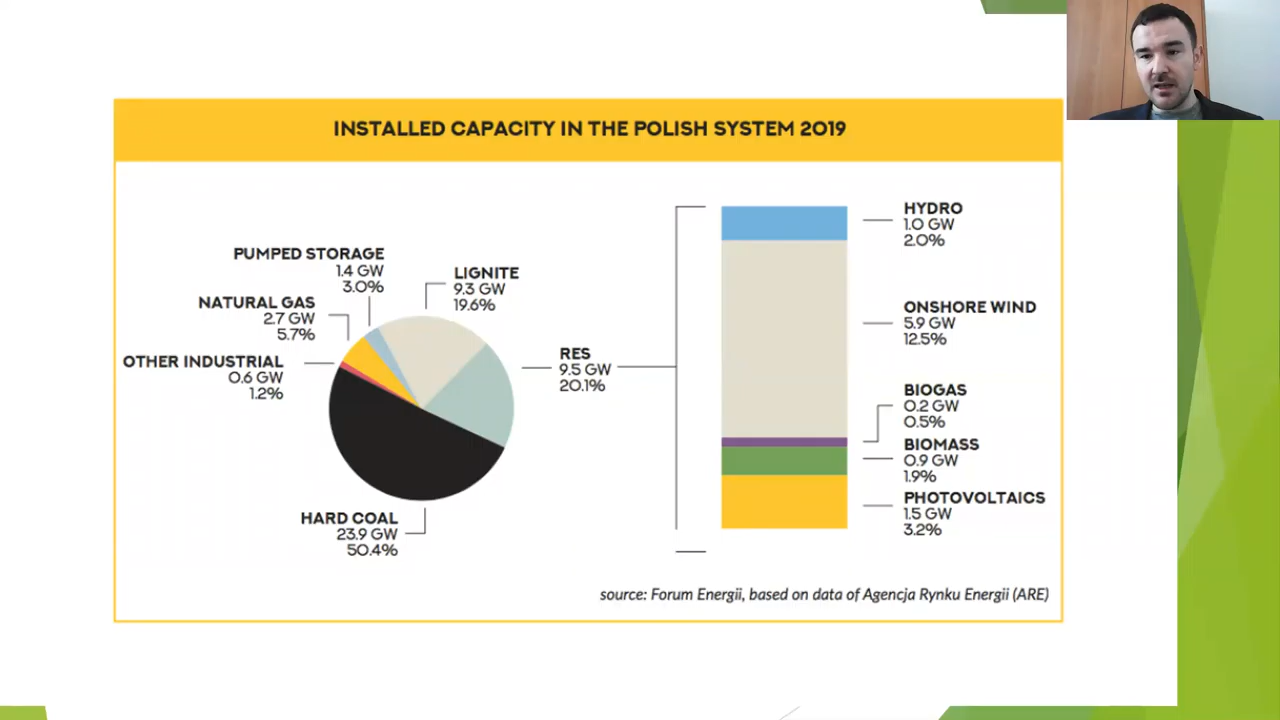 INSTALLED CAPACITY IN THE POLISH SYSTEM 2019
PUMPED STORAGE
1.4 GW
3.0%
LIGNITE
9.3 GW
19.6%
NATURAL GAS
2.7 GW
5.7%
OTHER INDUSTRIAL
0.6 GW
1.2%
RES
9.5 GW
20.1%
HARD COAL
23.9 GW
50.4%
HYDRO
1.0 GW
2.0%
ONSHORE WIND
5.9 GW
12.5%
BIOGAS
0.2 GW
0.5%
BIOMASS
0.9 GW
1.9%
PHOTOVOLTAICS
1.5 GW
3.2%
source: Forum Energii, based on data of Agencja Rynku Energii (ARE)